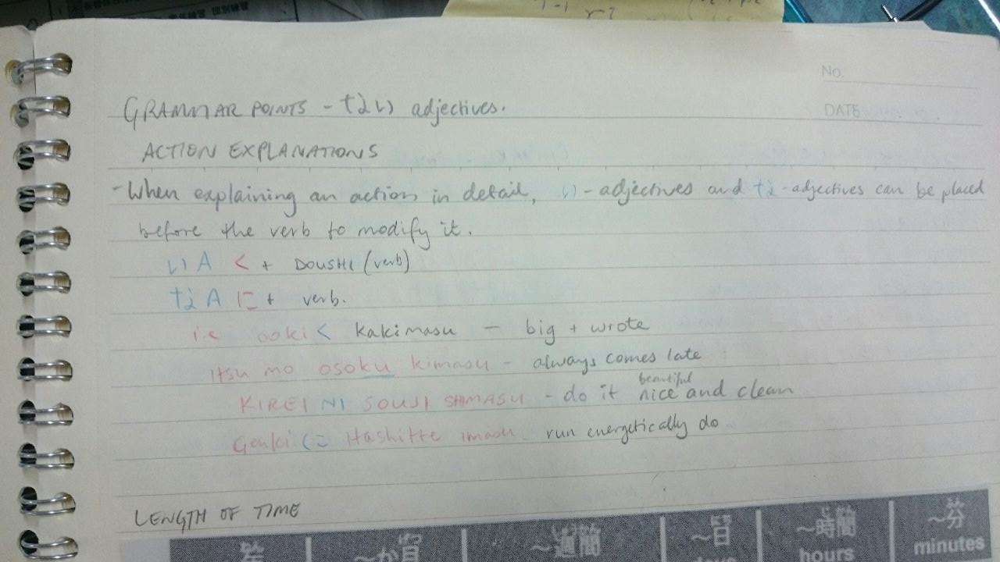 No.
DATE
GRAMMAR POINTS - ない adjectives.
ACTION EXPLANATIONS
- When explaining an action in detail, い - adjectives and な - adjectives can be placed
before the verb to modify it.
い A く + DOUSHI (verb)
な A に + verb.
i.e ooki く kakimasu - big + wrote
Itsu mo osoku kimasu - always comes late
beautiful
KIREI NI SOUJI SHIMASU - do it nice and clean
Genki に Hashitte imasu run energetically do
LENGTH OF TIME
年 ~か月 ~週間 ~日 ~時間 ~分
hours minutes